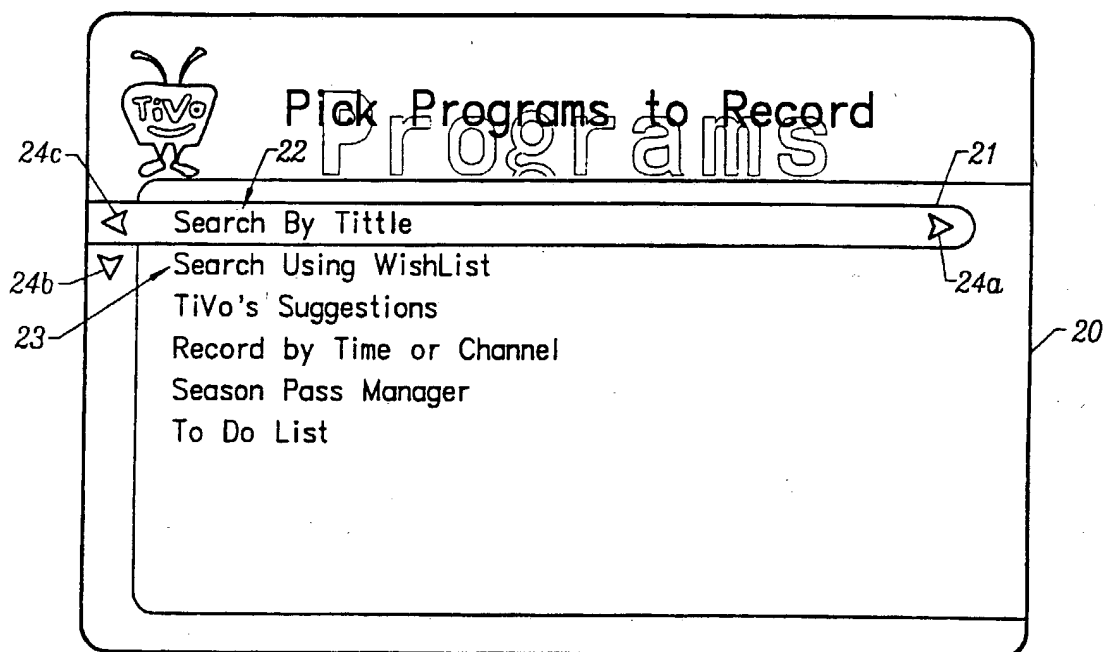 TiVo
Pick Programs to Record
Programs
24c
22
21
Search By Tittle
Search Using WishList
24b
24a
TiVo's Suggestions
23
20
Record by Time or Channel
Season Pass Manager
To Do List